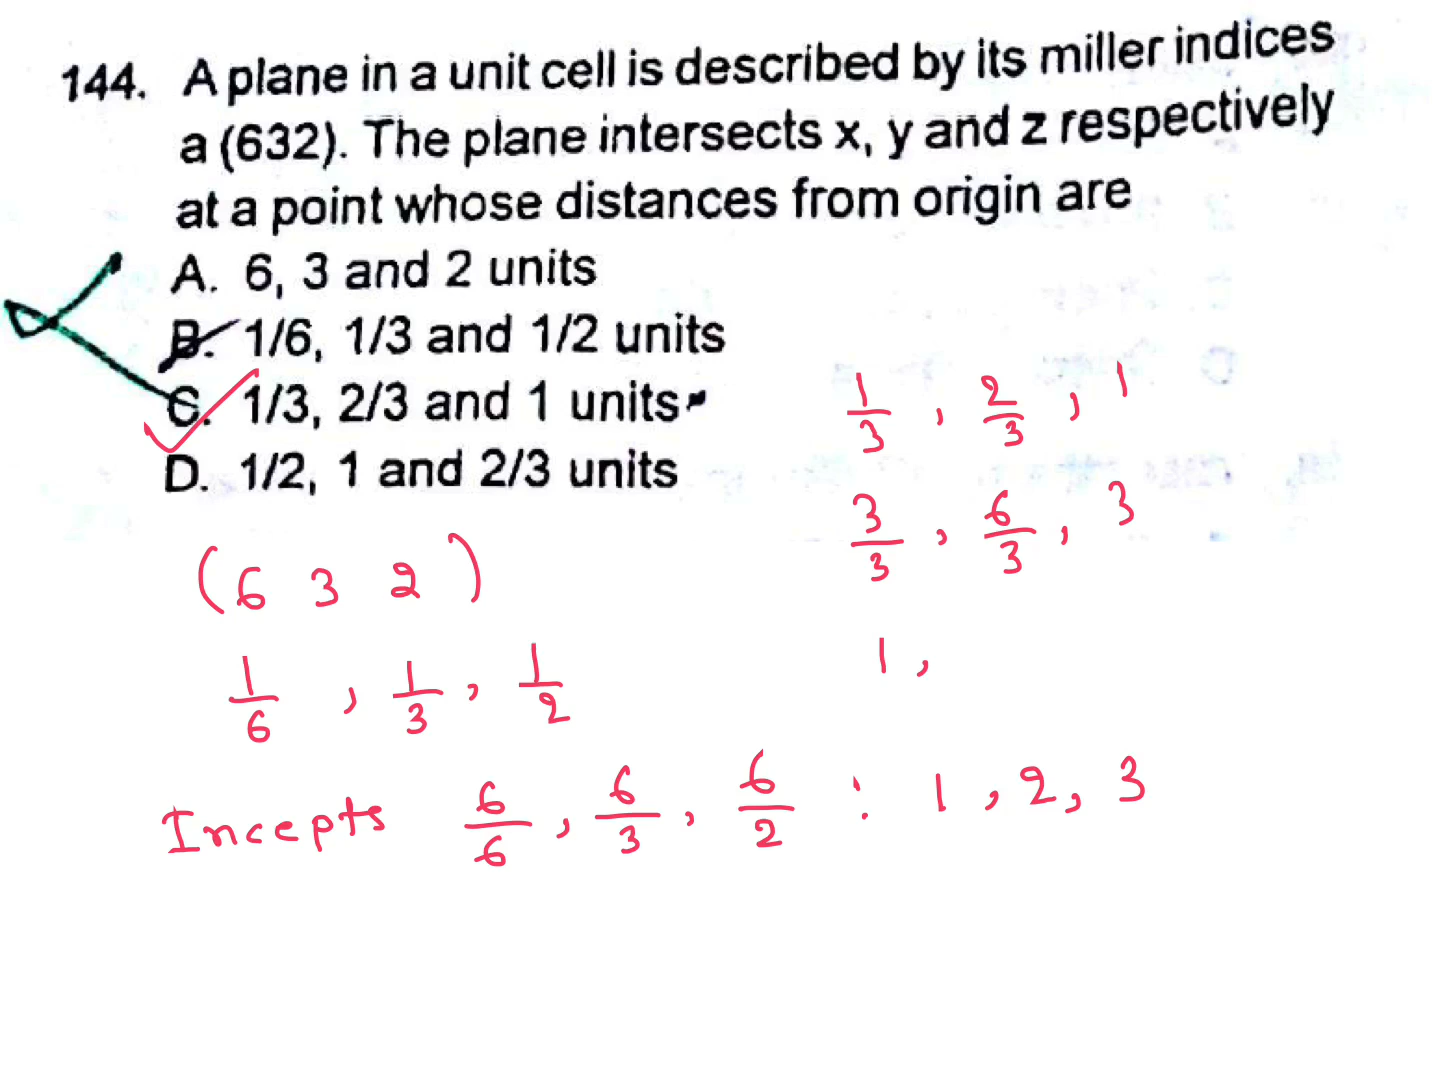 144. A plane in a unit cell is described by its miller indices
a (632). The plane intersects x, y and z respectively
at a point whose distances from origin are
A. 6, 3 and 2 units
B. 1/6, 1/3 and 1/2 units
C. 1/3, 2/3 and 1 units
D. 1/2, 1 and 2/3 units
1/3 , 2/3 , 1
3/3 , 6/3 , 3
1 ,
(6 3 2)
1/6 , 1/3 , 1/2
Incepts 6/6 , 6/3 , 6/2 : 1 , 2 , 3